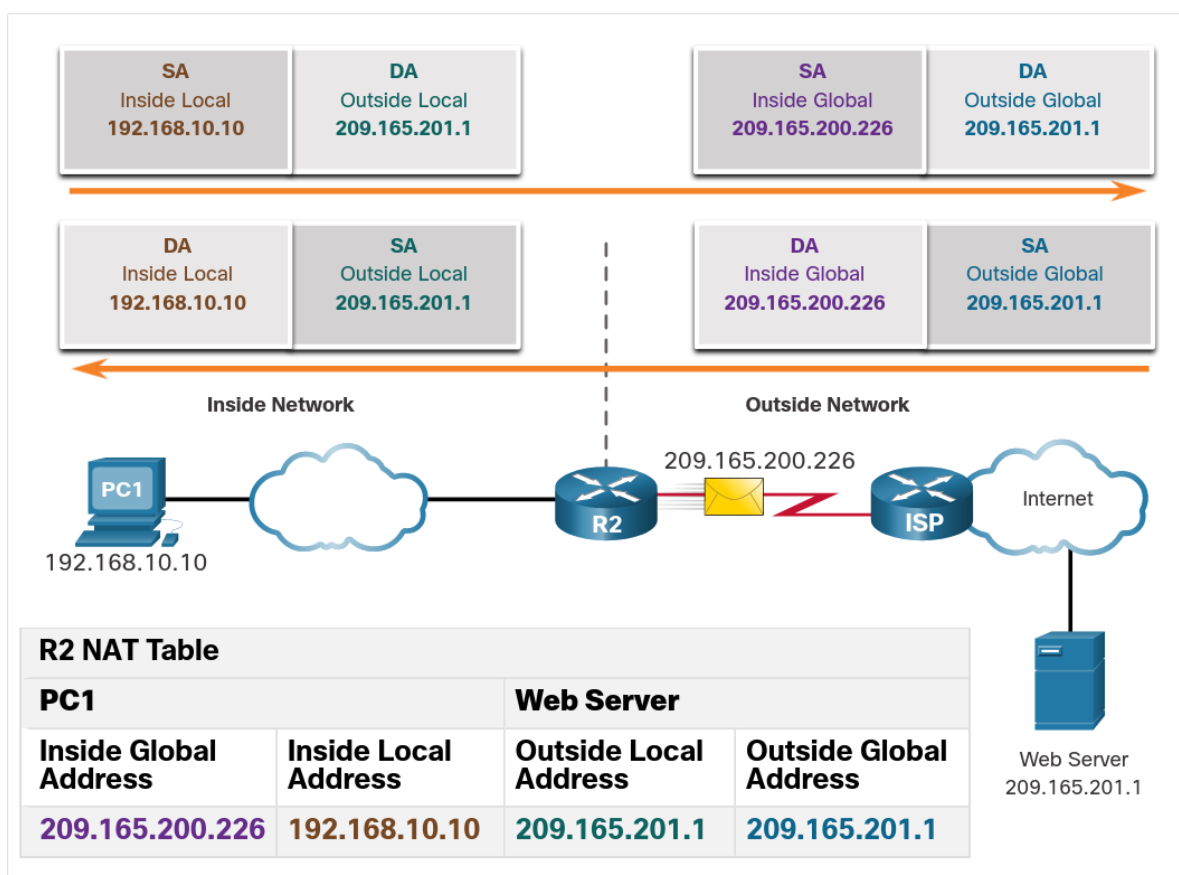 SA
Inside Local
192.168.10.10
DA
Outside Local
209.165.201.1
SA
Inside Global
209.165.200.226
DA
Outside Global
209.165.201.1
DA
Inside Local
192.168.10.10
SA
Outside Local
209.165.201.1
DA
Inside Global
209.165.200.226
SA
Outside Global
209.165.201.1
Inside Network
Outside Network
PC1
192.168.10.10
R2
209.165.200.226
ISP
Internet
Web Server
209.165.201.1
R2 NAT Table
PC1
Web Server
Inside Global
Address
Inside Local
Address
Outside Local
Address
Outside Global
Address
209.165.200.226
192.168.10.10
209.165.201.1
209.165.201.1